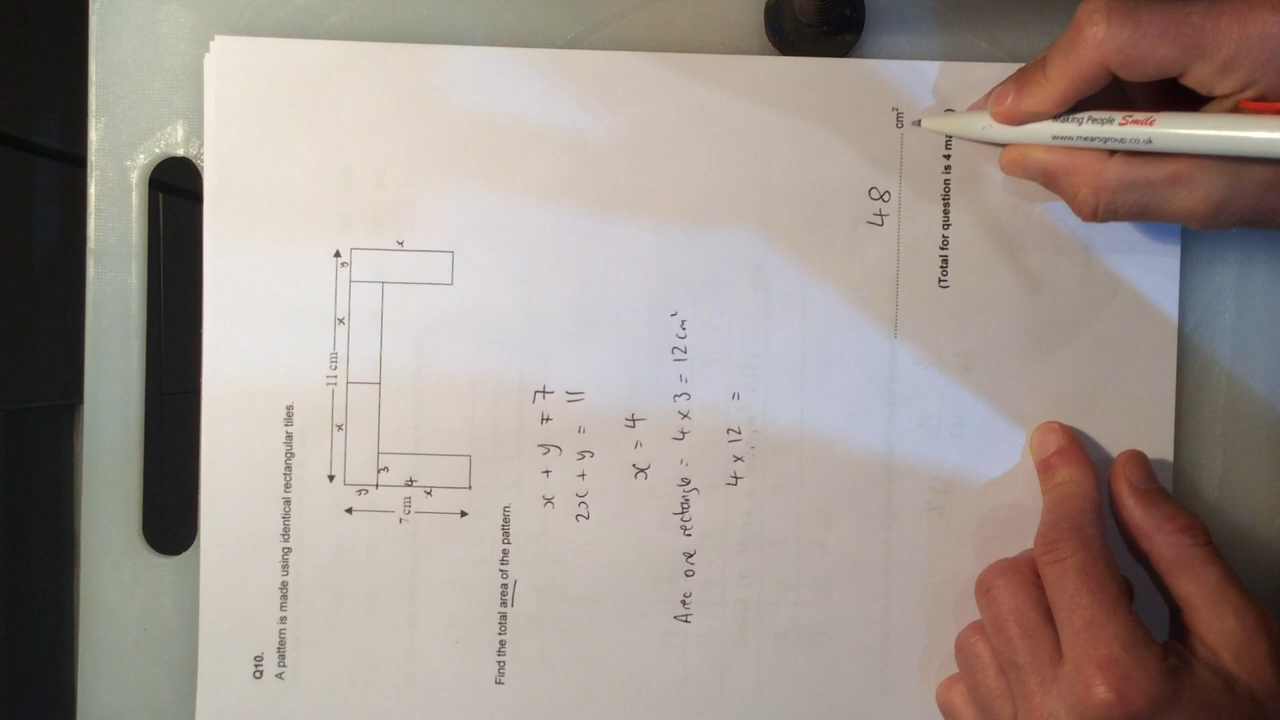 Q10.
A pattern is made using identical rectangular tiles.
11 cm
x x y
y
3
7 cm 4
x
x
Find the total area of the pattern.
x + y = 7
2x + y = 11
x = 4
Area one rectangle = 4 x 3 = 12 cm²
4 x 12 =
48
cm²
(Total for question is 4
Making People Smile
www.mearsgroup.co.uk